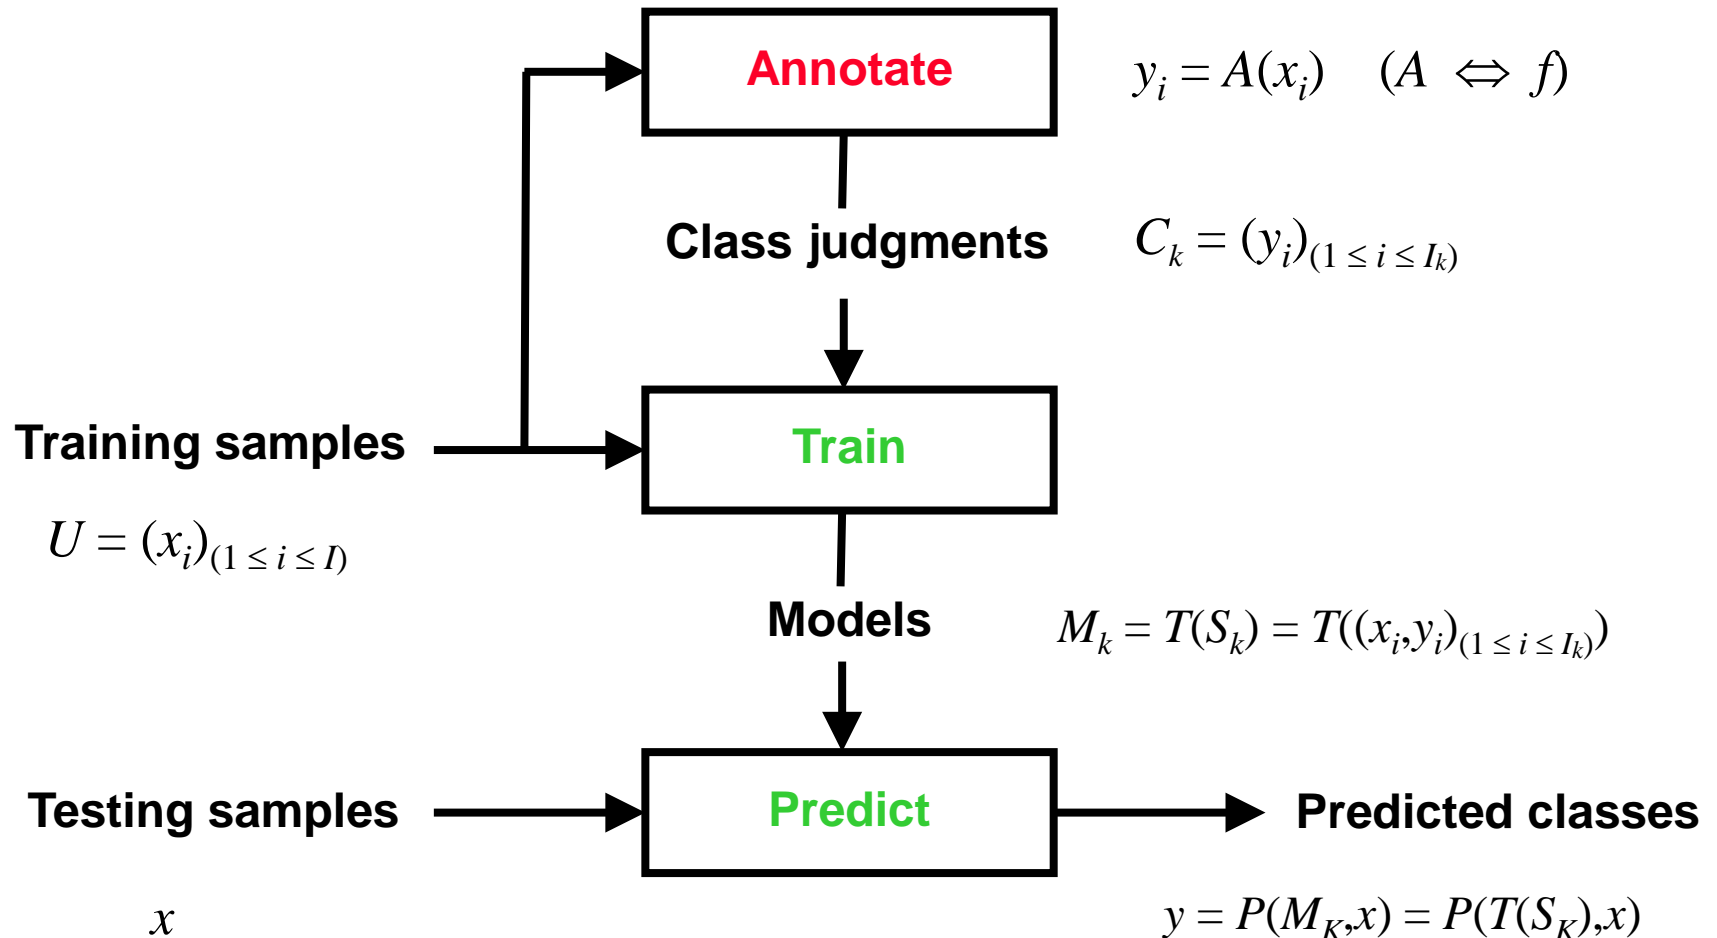 Annotate
y_i = A(x_i) (A ⇔ f)
Class judgments
C_k = (y_i)_(1 ≤ i ≤ I_k)
Training samples
Train
U = (x_i)_(1 ≤ i ≤ I)
Models
M_k = T(S_k) = T((x_i,y_i)_(1 ≤ i ≤ I_k))
Testing samples
Predict
Predicted classes
x
y = P(M_K,x) = P(T(S_K),x)